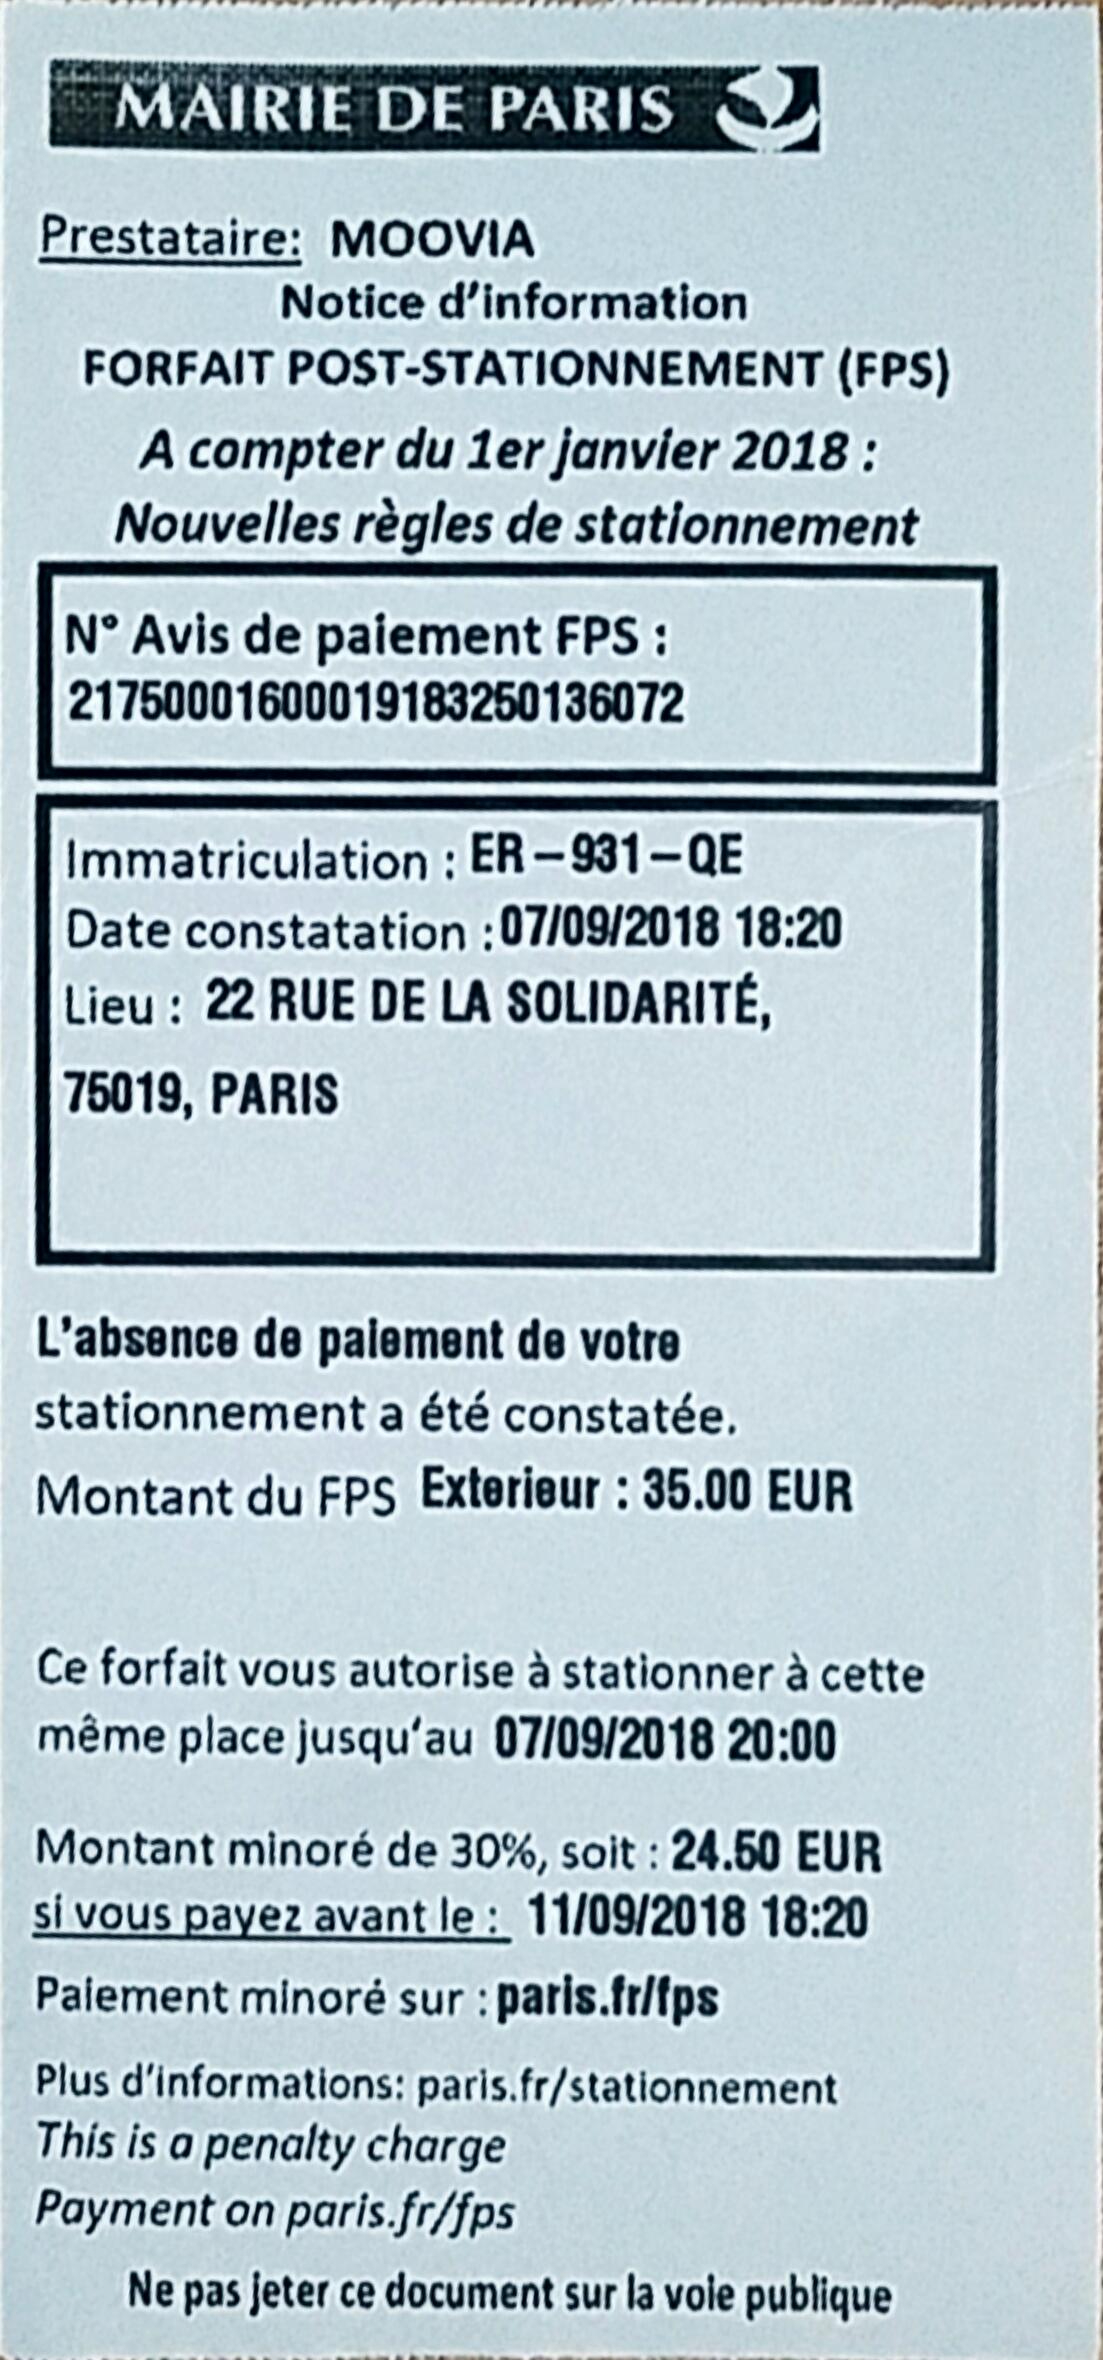 MAIRIE DE PARIS
Prestataire: MOOVIA
Notice d'information
FORFAIT POST-STATIONNEMENT (FPS)
A compter du 1er janvier 2018 :
Nouvelles règles de stationnement
N° Avis de paiement FPS :
21750001600019183250136072
Immatriculation : ER – 931 – QE
Date constatation : 07/09/2018 18:20
Lieu : 22 RUE DE LA SOLIDARITÉ,
75019, PARIS
L'absence de paiement de votre
stationnement a été constatée.
Montant du FPS Exterieur : 35.00 EUR
Ce forfait vous autorise à stationner à cette
même place jusqu'au 07/09/2018 20:00
Montant minoré de 30%, soit : 24.50 EUR
si vous payez avant le : 11/09/2018 18:20
Paiement minoré sur : paris.fr/fps
Plus d'informations: paris.fr/stationnement
This is a penalty charge
Payment on paris.fr/fps
Ne pas jeter ce document sur la voie publique